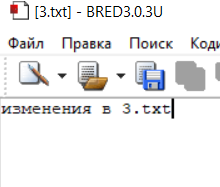 [3.txt] - BRED3.0.3U
Файл Правка Поиск Коди
изменения в 3.txt